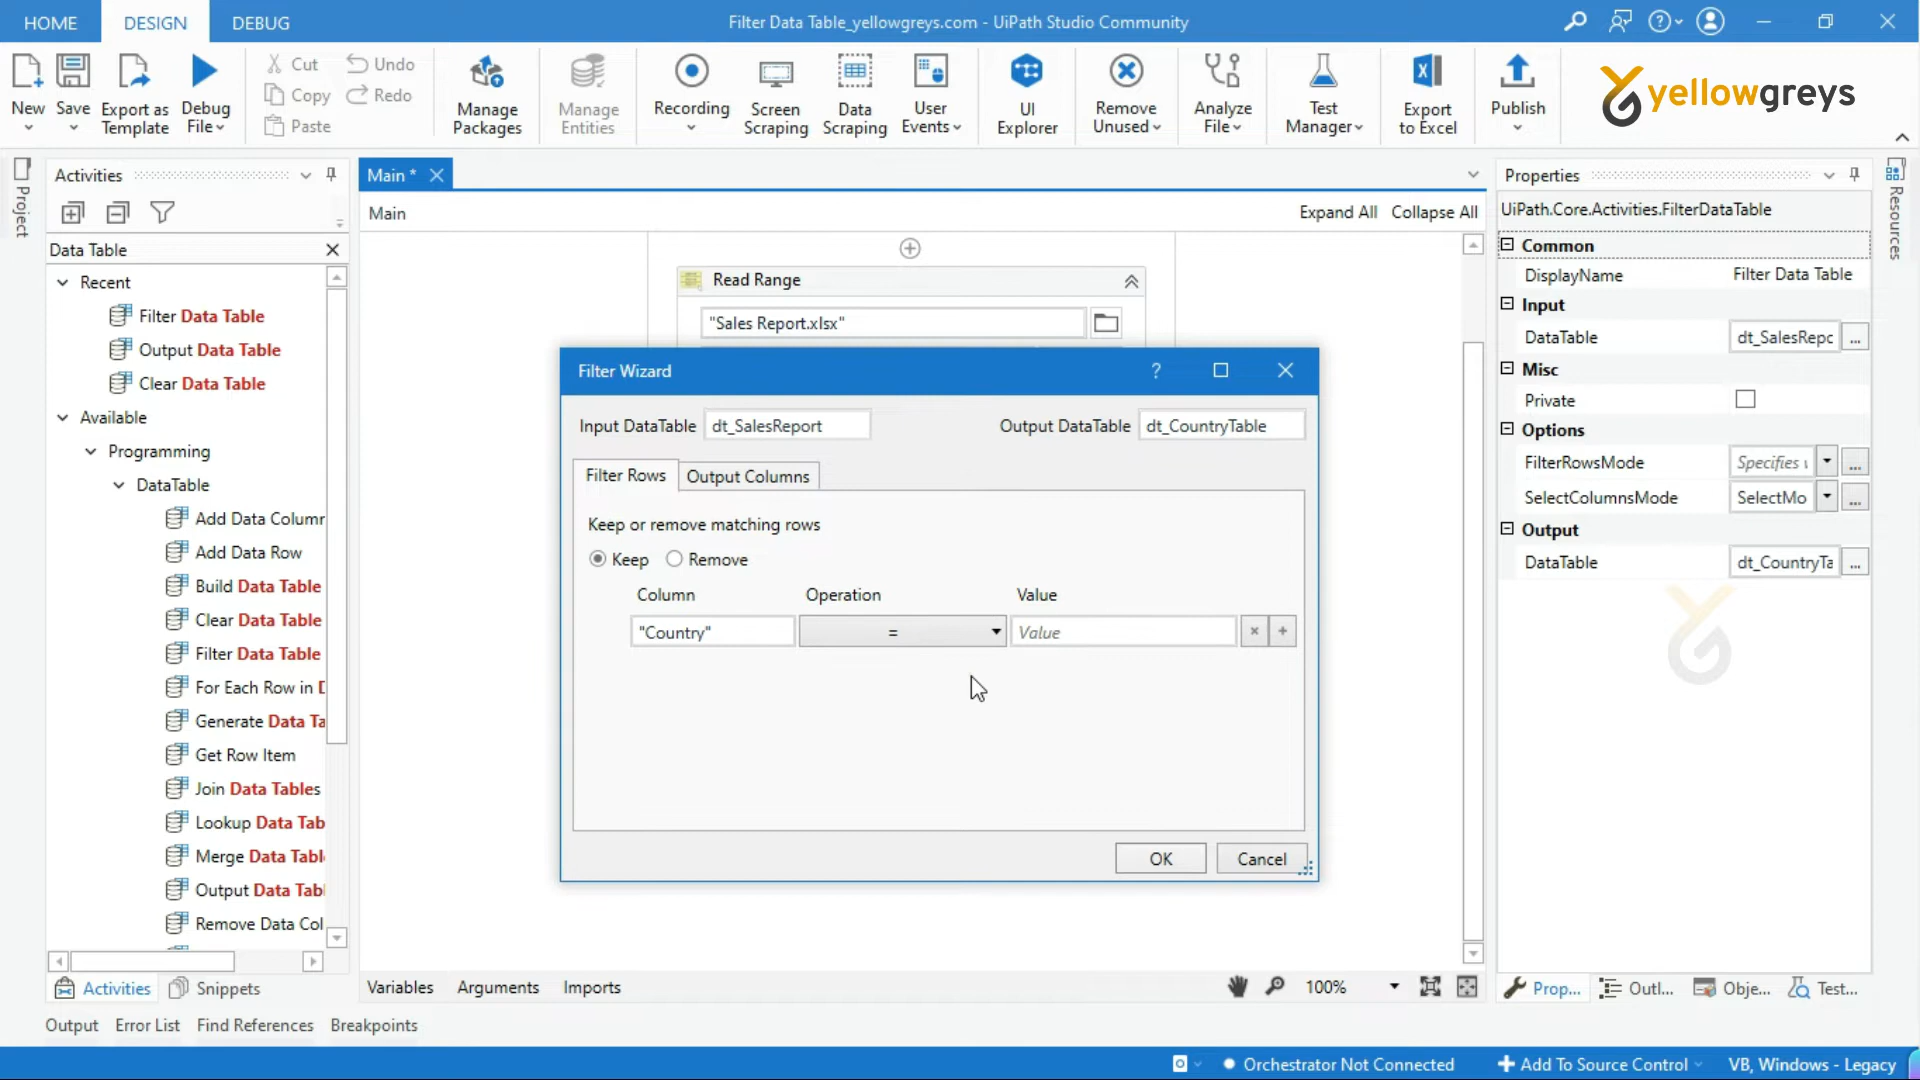 HOME DESIGN DEBUG Filter Data Table_yellowgreys.com - UiPath Studio Community
New Save Export as Template Debug File
Cut Undo
Copy Redo
Paste
Manage Packages Manage Entities Recording Screen Scraping Data Scraping User Events UI Explorer Remove Unused Analyze File Test Manager Export to Excel Publish
yellowgreys
Project
Activities
Data Table
Recent
Filter Data Table
Output Data Table
Clear Data Table
Available
Programming
DataTable
Add Data Column
Add Data Row
Build Data Table
Clear Data Table
Filter Data Table
For Each Row in D
Generate Data Ta
Get Row Item
Join Data Tables
Lookup Data Tab
Merge Data Tabl
Output Data Tab
Remove Data Col
Activities Snippets
Main *
Main Expand All Collapse All
Read Range
"Sales Report.xlsx"
Filter Wizard ?
Input DataTable dt_SalesReport Output DataTable dt_CountryTable
Filter Rows Output Columns
Keep or remove matching rows
Keep Remove
Column Operation Value
"Country" = Value × +
OK Cancel
Variables Arguments Imports 100%
Properties
UiPath.Core.Activities.FilterDataTable
Common
DisplayName Filter Data Table
Input
DataTable dt_SalesRepc ...
Misc
Private
Options
FilterRowsMode Specifies ...
SelectColumnsMode SelectMo ...
Output
DataTable dt_CountryTa ...
Resources
Prop... Outl... Obje... Test...
Output Error List Find References Breakpoints
Orchestrator Not Connected Add To Source Control VB, Windows - Legacy